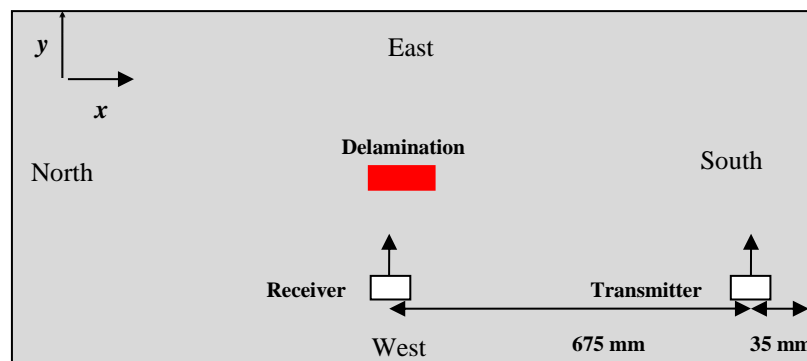 y
East
x
Delamination
North
South
Receiver
Transmitter
West
675 mm
35 mm